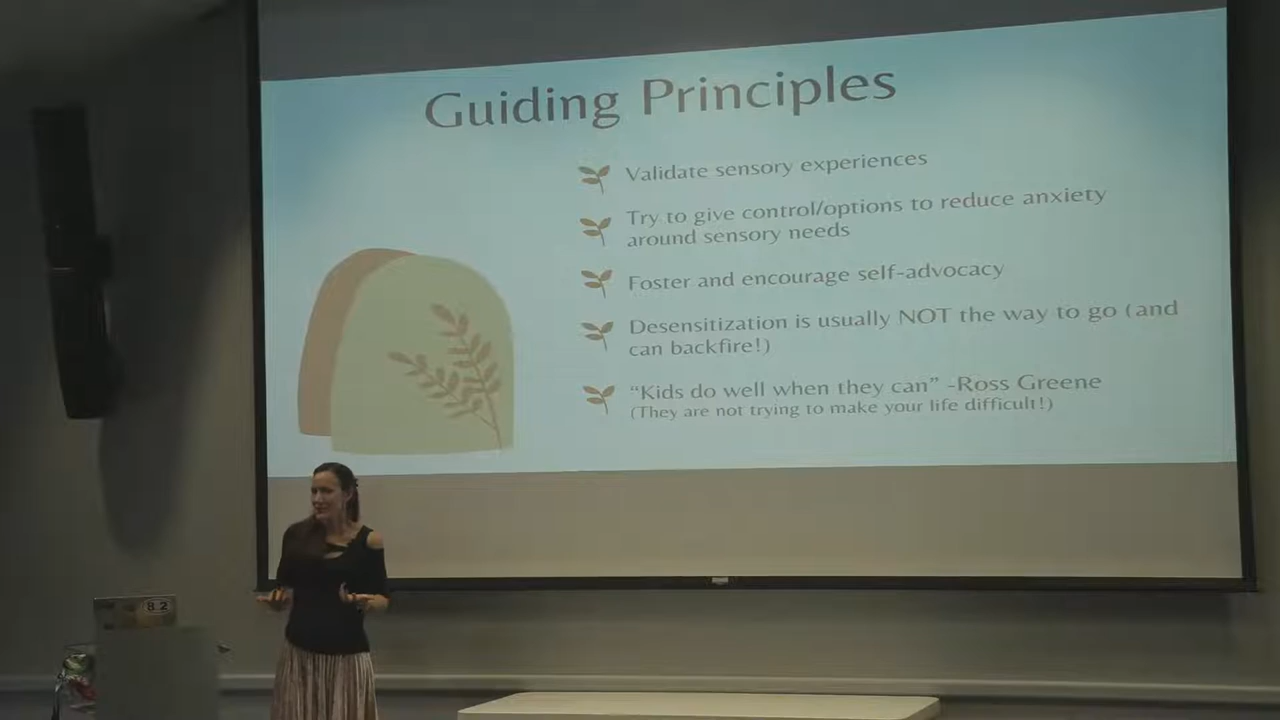 Guiding Principles
Validate sensory experiences
Try to give control/options to reduce anxiety
around sensory needs
Foster and encourage self-advocacy
Desensitization is usually NOT the way to go (and
can backfire!)
“Kids do well when they can” -Ross Greene
(They are not trying to make your life difficult!)
8.2